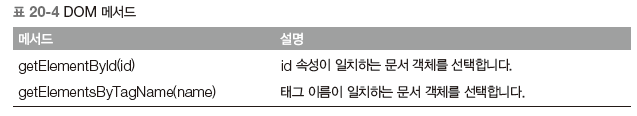 표 20-4 DOM 메서드
메서드 설명
getElementById(id) id 속성이 일치하는 문서 객체를 선택합니다.
getElementsByTagName(name) 태그 이름이 일치하는 문서 객체를 선택합니다.